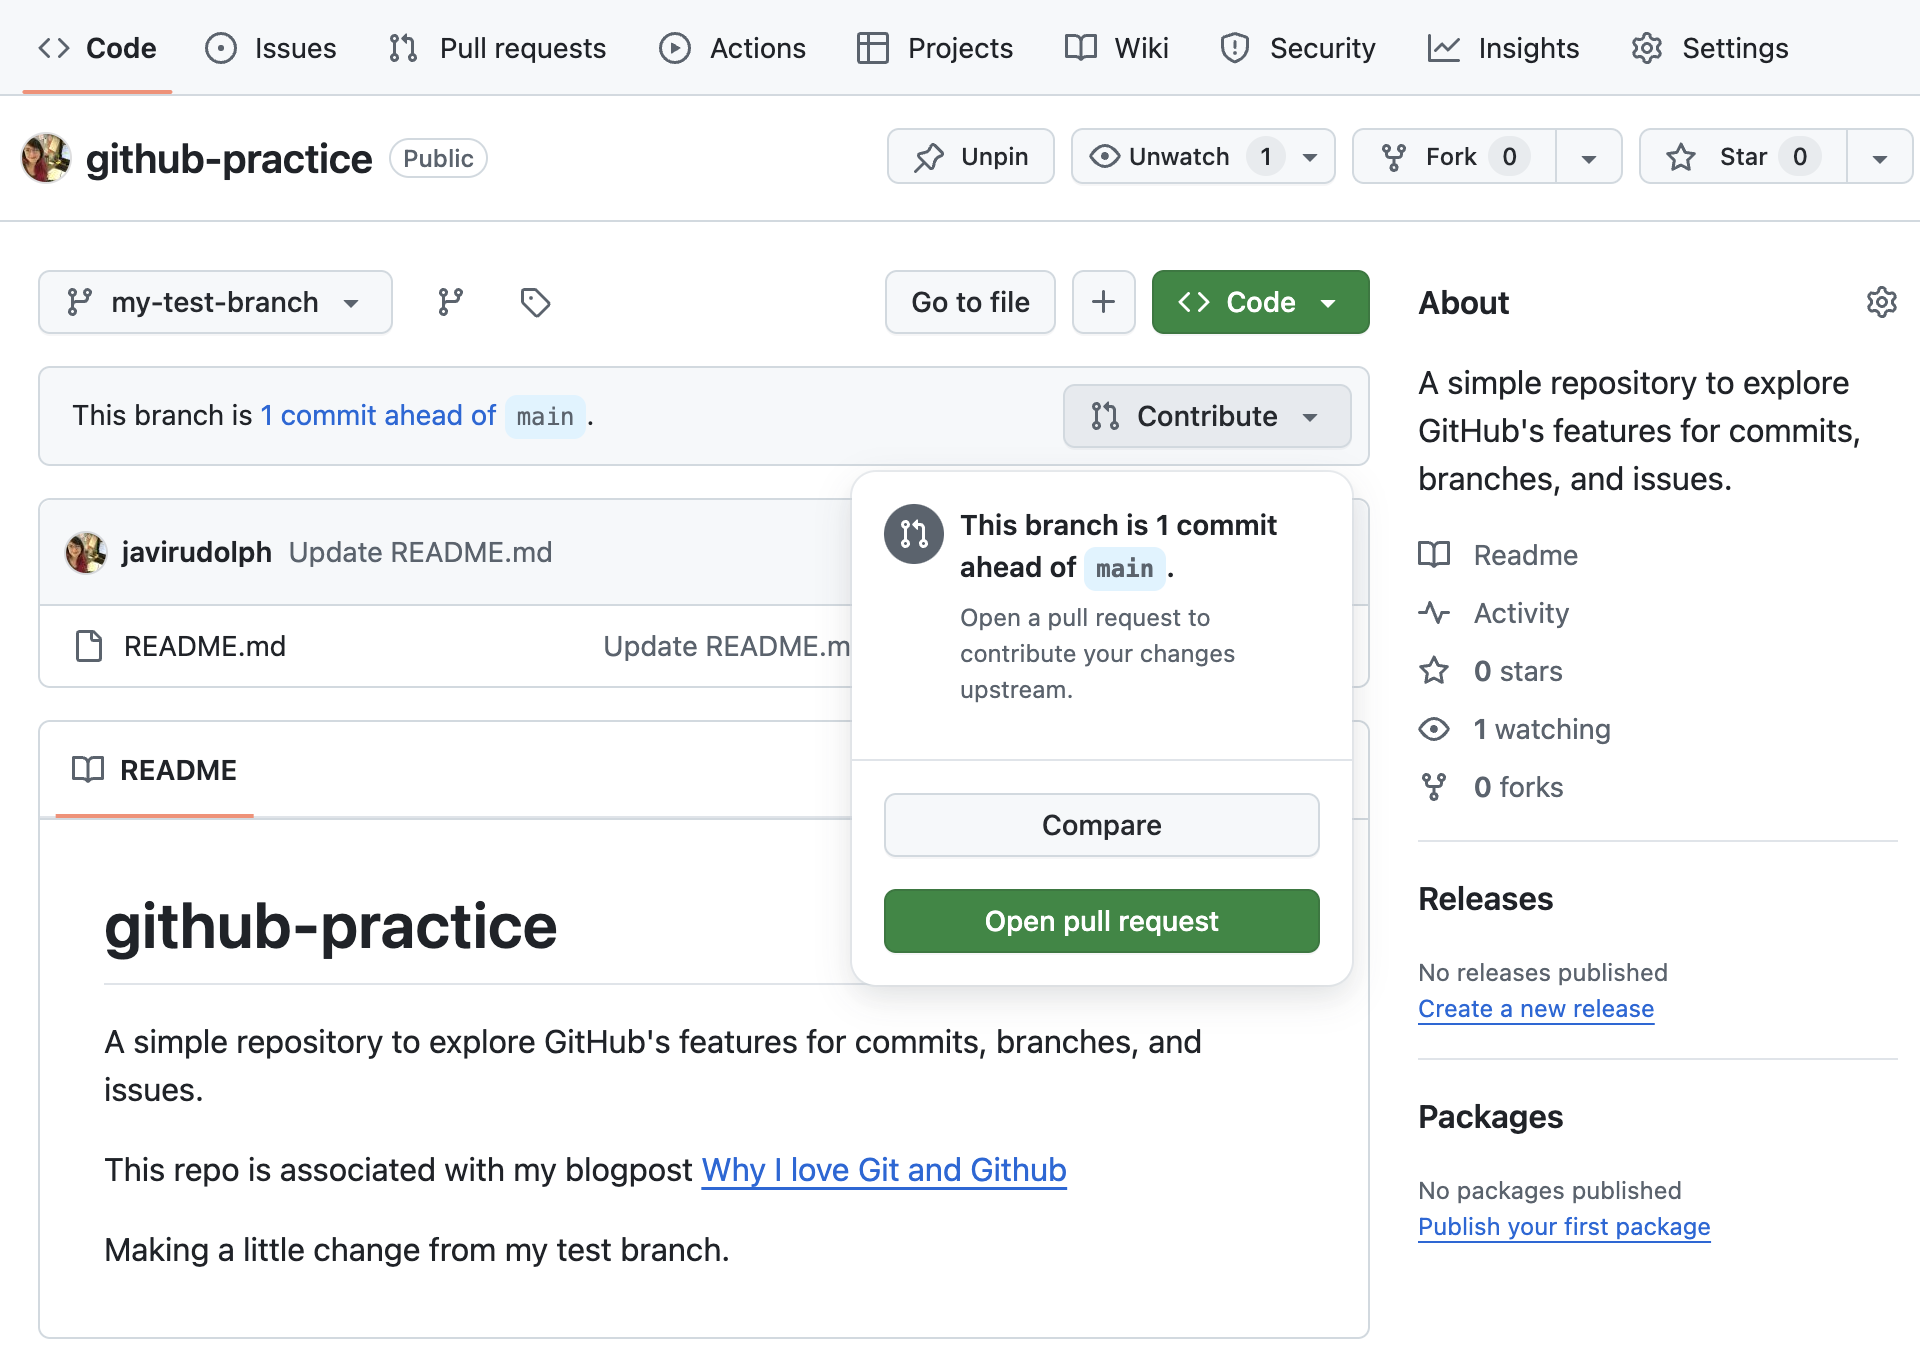 Code Issues Pull requests Actions Projects Wiki Security Insights Settings
github-practice Public Unpin Unwatch 1 Fork 0 Star 0
my-test-branch Go to file Code
This branch is 1 commit ahead of main. Contribute
This branch is 1 commit
ahead of main.
Open a pull request to
contribute your changes
upstream.
Compare
Open pull request
javirudolph Update README.md
README.md Update README.m
README
github-practice
A simple repository to explore GitHub's features for commits, branches, and
issues.
This repo is associated with my blogpost Why I love Git and Github
Making a little change from my test branch.
About
A simple repository to explore
GitHub's features for commits,
branches, and issues.
Readme
Activity
0 stars
1 watching
0 forks
Releases
No releases published
Create a new release
Packages
No packages published
Publish your first package